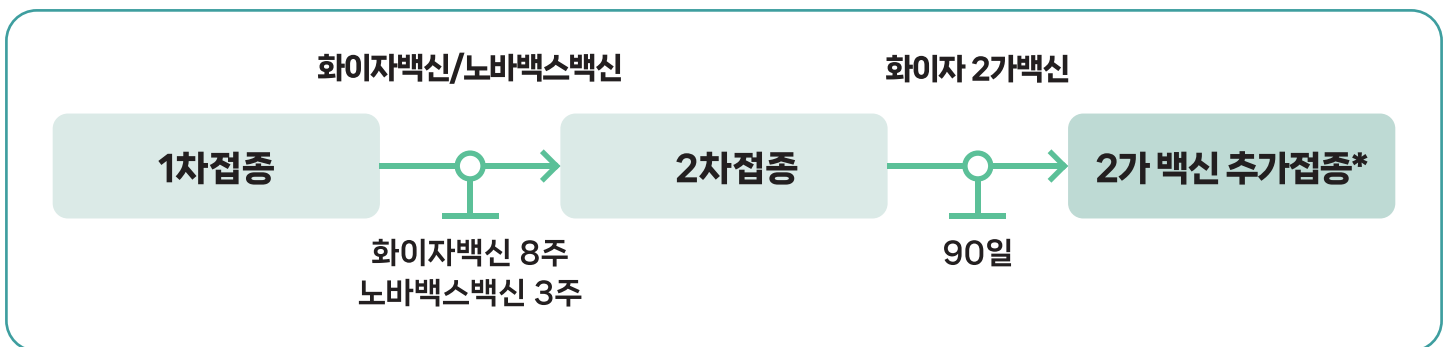 화이자백신/노바백스백신
화이자 2가백신
1차접종
2차접종
2가 백신 추가접종*
화이자백신 8주
노바백스백신 3주
90일